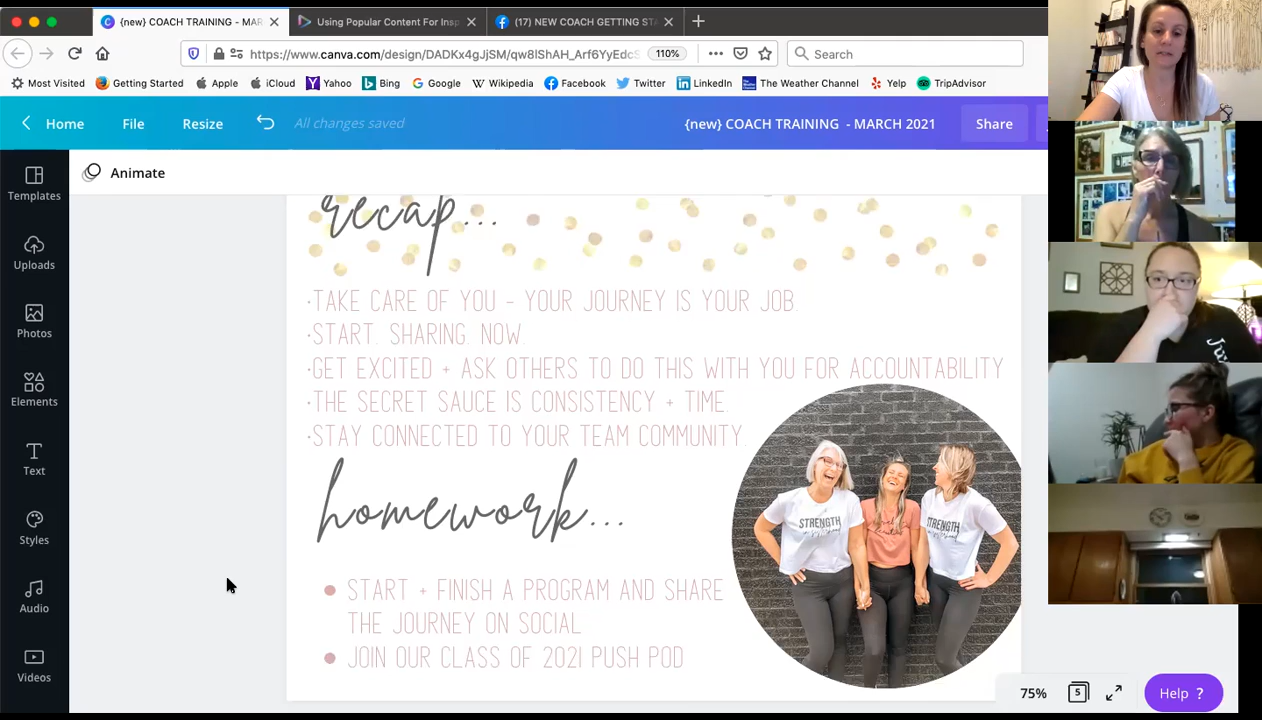 {new} COACH TRAINING - MAR
Using Popular Content For Insp
(17) NEW COACH GETTING STA
https://www.canva.com/design/DADKx4gJjSM/qw8lShAH_Arf6YyEdcS
110%
Search
Most Visited
Getting Started
Apple
iCloud
Yahoo
Bing
Google
Wikipedia
Facebook
Twitter
LinkedIn
The Weather Channel
Yelp
TripAdvisor
Home
File
Resize
All changes saved
{new} COACH TRAINING - MARCH 2021
Share
Templates
Uploads
Photos
Elements
Text
Styles
Audio
Videos
Animate
recap...
·TAKE CARE OF YOU - YOUR JOURNEY IS YOUR JOB.
·START. SHARING. NOW.
·GET EXCITED + ASK OTHERS TO DO THIS WITH YOU FOR ACCOUNTABILITY
·THE SECRET SAUCE IS CONSISTENCY + TIME.
·STAY CONNECTED TO YOUR TEAM COMMUNITY.
homework...
● START + FINISH A PROGRAM AND SHARE
THE JOURNEY ON SOCIAL
● JOIN OUR CLASS OF 2021 PUSH POD
STRENGTH
STRENGTH
75%
5
Help ?